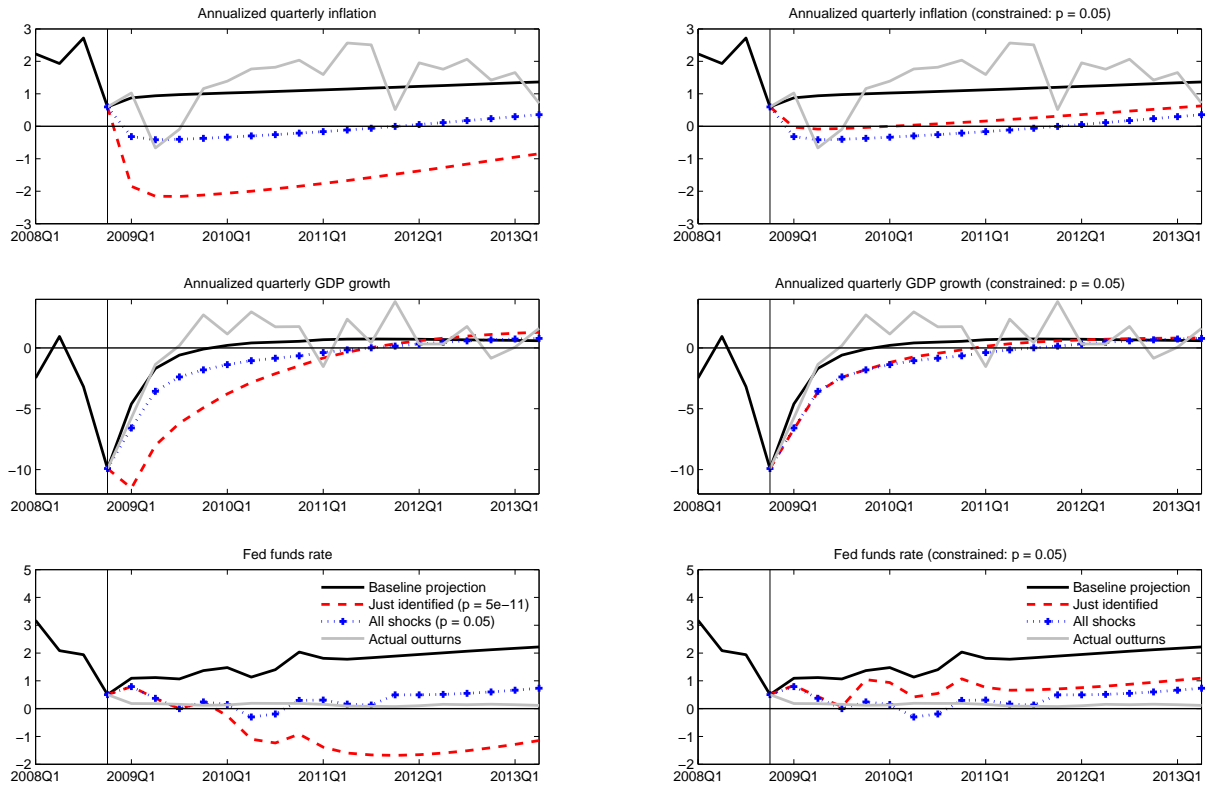 Annualized quarterly inflation
3
2
1
0
−1
−2
−3
2008Q1 2009Q1 2010Q1 2011Q1 2012Q1 2013Q1
Annualized quarterly inflation (constrained: p = 0.05)
3
2
1
0
−1
−2
−3
2008Q1 2009Q1 2010Q1 2011Q1 2012Q1 2013Q1
Annualized quarterly GDP growth
0
−5
−10
2008Q1 2009Q1 2010Q1 2011Q1 2012Q1 2013Q1
Annualized quarterly GDP growth (constrained: p = 0.05)
0
−5
−10
2008Q1 2009Q1 2010Q1 2011Q1 2012Q1 2013Q1
Fed funds rate
5
4
3
2
1
0
−1
−2
Baseline projection
Just identified (p = 5e−11)
All shocks (p = 0.05)
Actual outturns
2008Q1 2009Q1 2010Q1 2011Q1 2012Q1 2013Q1
Fed funds rate (constrained: p = 0.05)
5
4
3
2
1
0
−1
−2
Baseline projection
Just identified
All shocks
Actual outturns
2008Q1 2009Q1 2010Q1 2011Q1 2012Q1 2013Q1